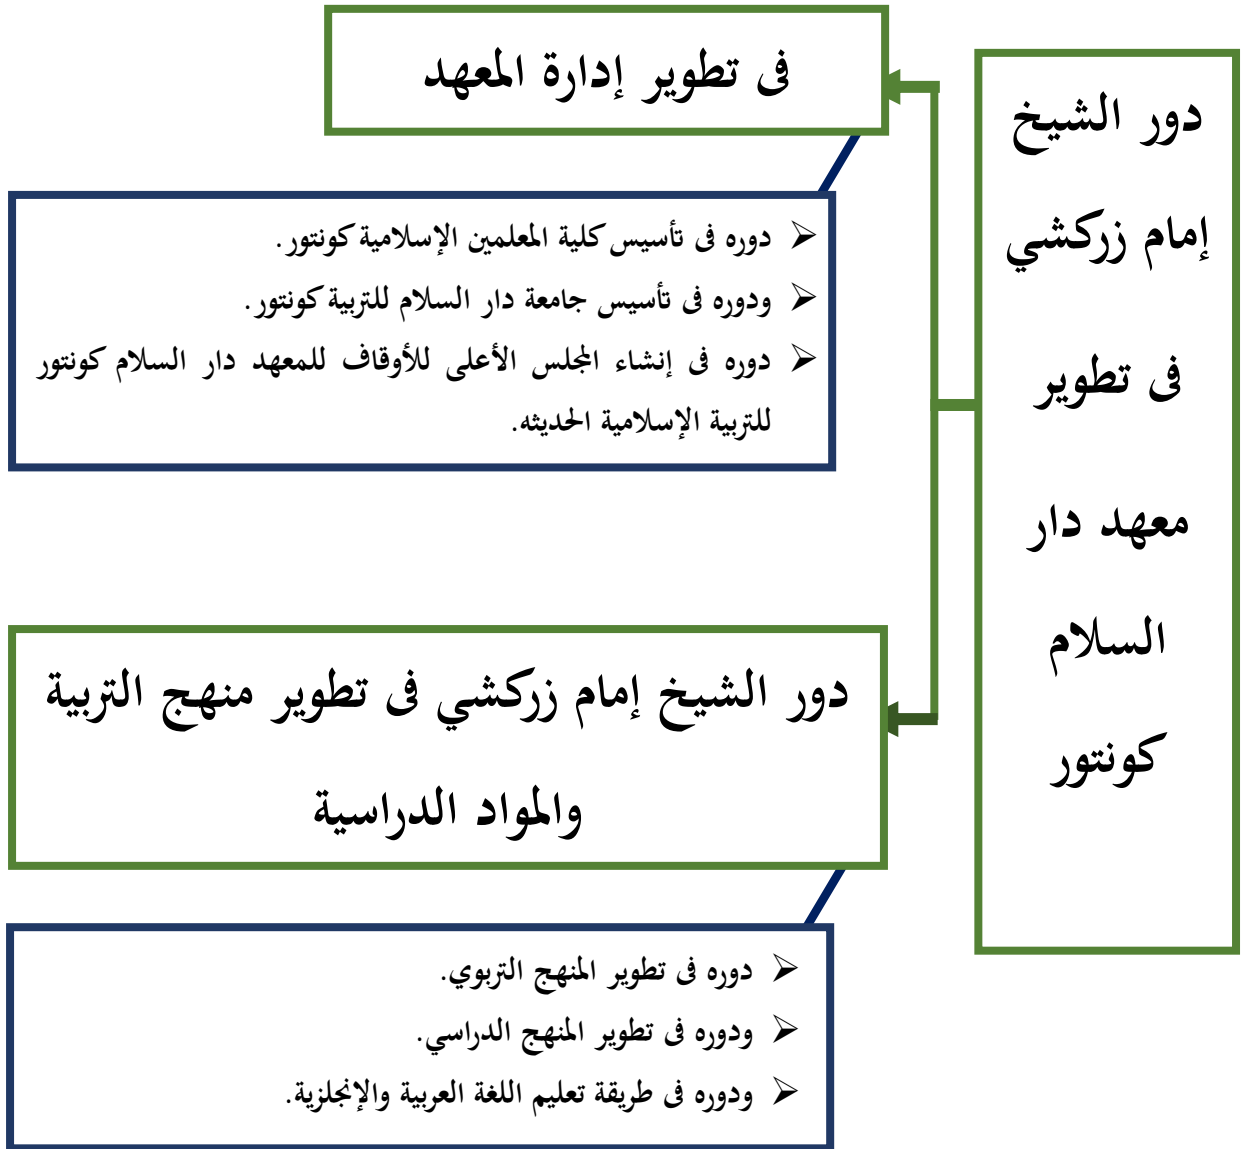 دور الشيخ
إمام زركشي
فى تطوير
معهد دار
السلام
كونتور
فى تطوير إدارة المعهد
➢ دوره فى تأسيس كلية المعلمين الإسلامية كونتور.
➢ ودوره فى تأسيس جامعة دار السلام للتربية كونتور.
➢ دوره فى إنشاء المجلس الأعلى للأوقاف للمعهد دار السلام كونتور
للتربية الإسلامية الحديثه.
دور الشيخ إمام زركشي فى تطوير منهج التربية
والمواد الدراسية
➢ دوره فى تطوير المنهج التربوي.
➢ ودوره فى تطوير المنهج الدراسي.
➢ ودوره فى طريقة تعليم اللغة العربية والإنجلزية.